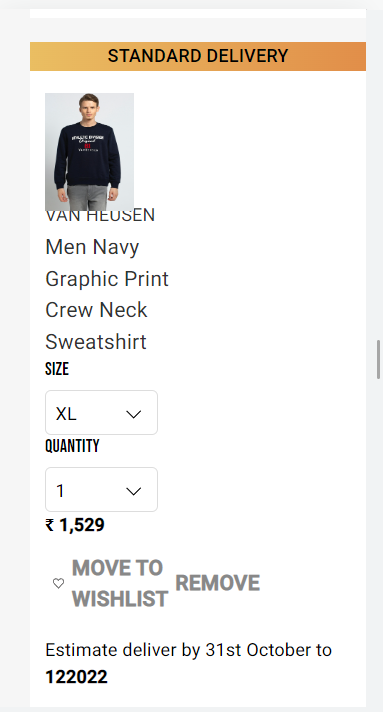 STANDARD DELIVERY
VAN HEUSEN
Men Navy
Graphic Print
Crew Neck
Sweatshirt
SIZE
XL
QUANTITY
1
₹ 1,529
MOVE TO
WISHLIST
REMOVE
Estimate deliver by 31st October to
122022